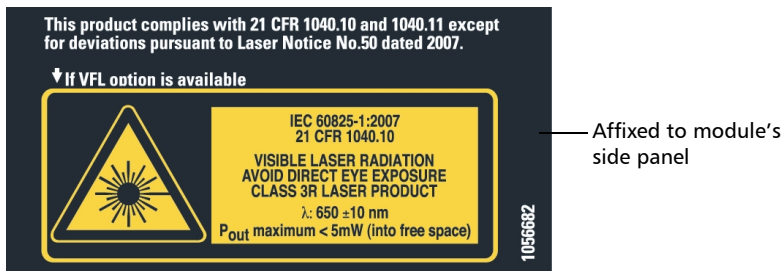 This product complies with 21 CFR 1040.10 and 1040.11 except
for deviations pursuant to Laser Notice No.50 dated 2007.
If VFL option is available
IEC 60825-1:2007
21 CFR 1040.10
VISIBLE LASER RADIATION
AVOID DIRECT EYE EXPOSURE
CLASS 3R LASER PRODUCT
λ: 650 ±10 nm
Pout maximum < 5mW (into free space)
1056682
Affixed to module's
side panel